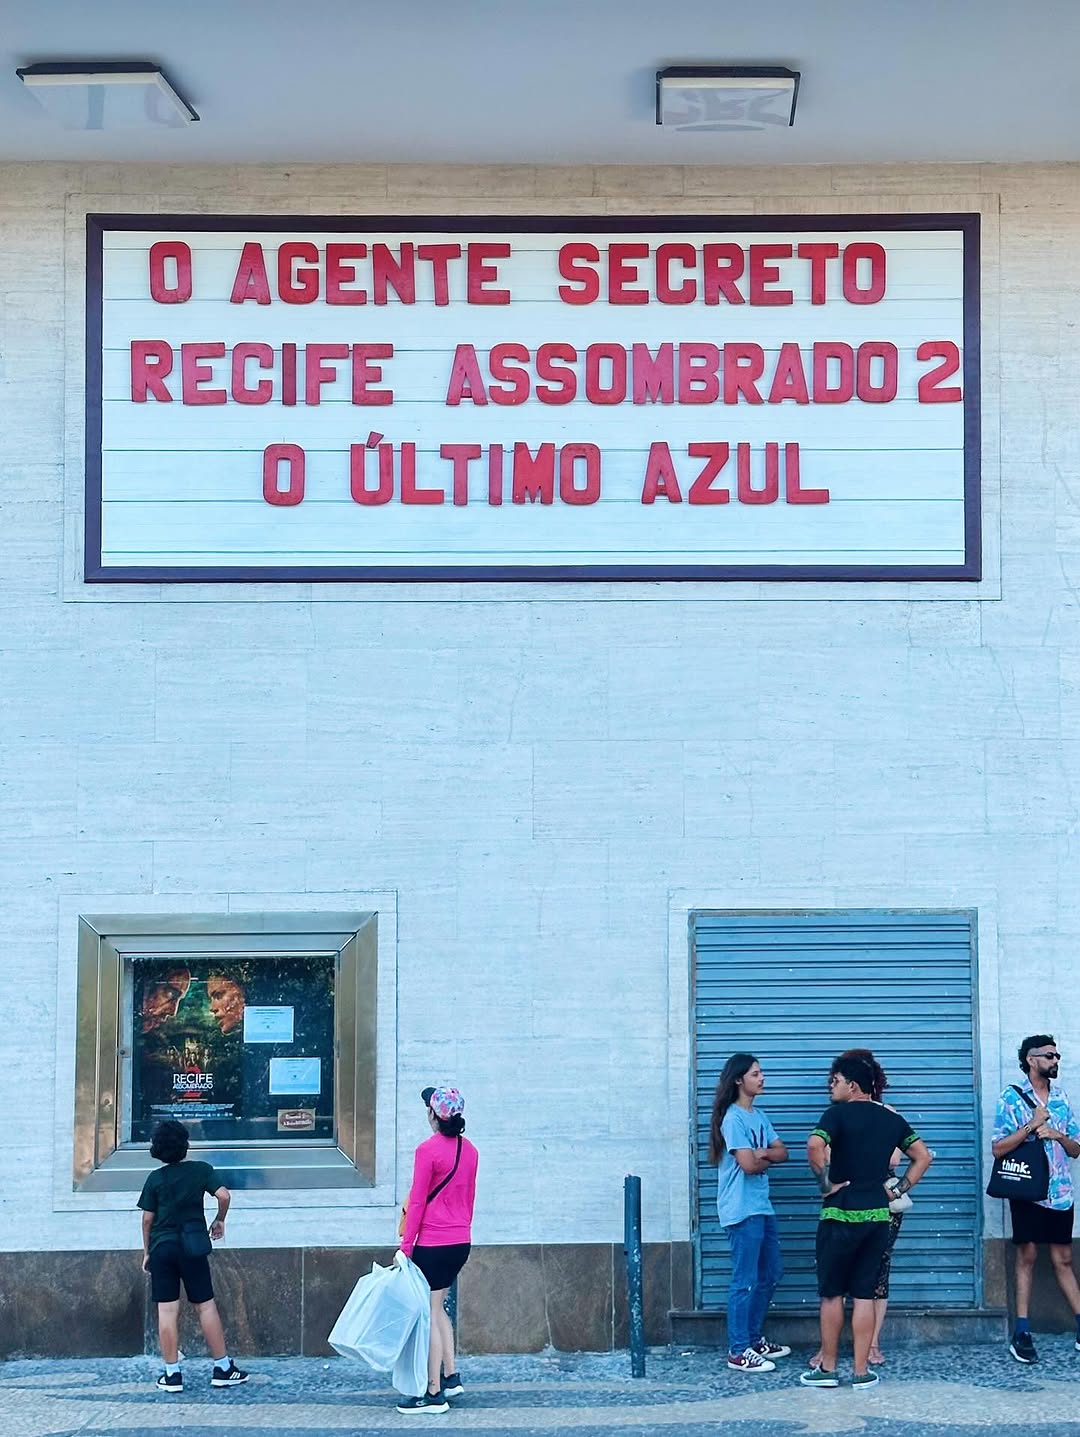 O AGENTE SECRETO
RECIFE ASSOMBRADO 2
O ÚLTIMO AZUL
RECIFE
ASSOMBRADO
think.